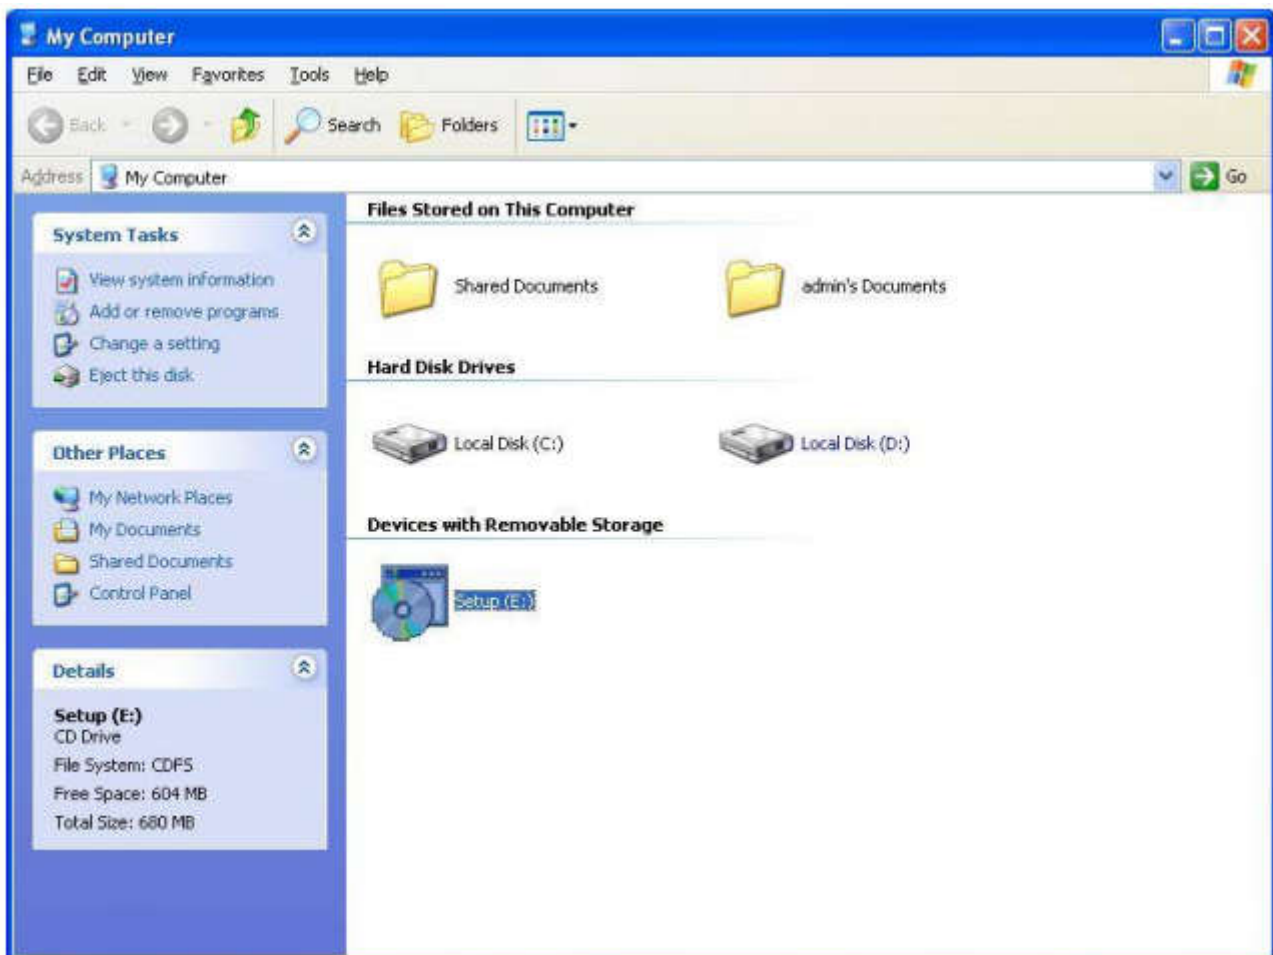 My Computer
File Edit View Favorites Tools Help
Back Search Folders
Address My Computer Go
System Tasks
View system information
Add or remove programs
Change a setting
Eject this disk
Other Places
My Network Places
My Documents
Shared Documents
Control Panel
Details
Setup (E:)
CD Drive
File System: CDFS
Free Space: 604 MB
Total Size: 680 MB
Files Stored on This Computer
Shared Documents admin's Documents
Hard Disk Drives
Local Disk (C:) Local Disk (D:)
Devices with Removable Storage
Setup (E:)